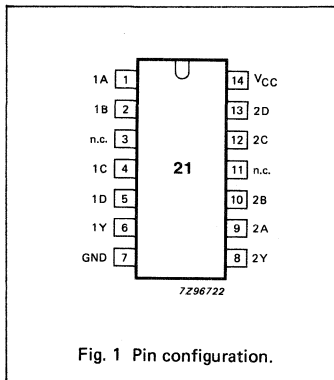 1A 1 14 VCC
1B 2 13 2D
n.c. 3 12 2C
1C 4 21 11 n.c.
1D 5 10 2B
1Y 6 9 2A
GND 7 8 2Y
7Z96722
Fig. 1 Pin configuration.